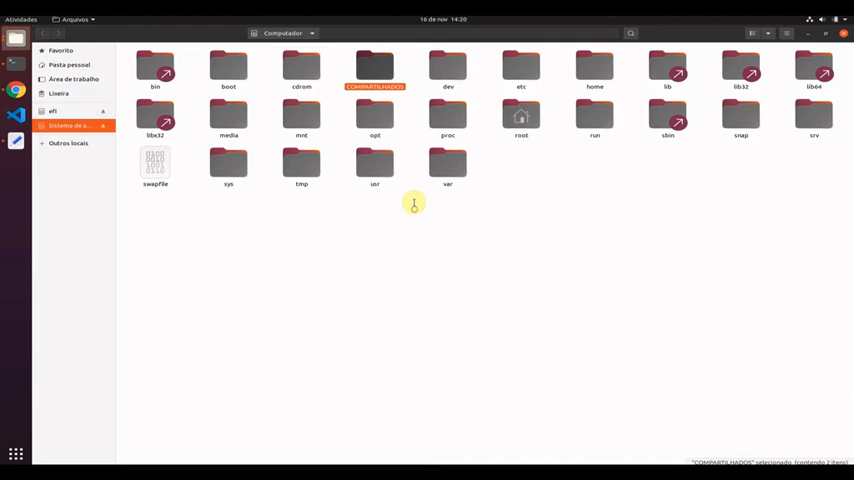 Atividades Arquivos 16 de nov 14:20
Computador
Favorito
Pasta pessoal
Área de trabalho
Lixeira
efi
Sistema de a...
Outros locais
bin boot cdrom COMPARTILHADOS dev etc home lib lib32 lib64
libx32 media mnt opt proc root run sbin snap srv
swapfile sys tmp usr var
"COMPARTILHADOS" selecionado (contendo 2 itens)